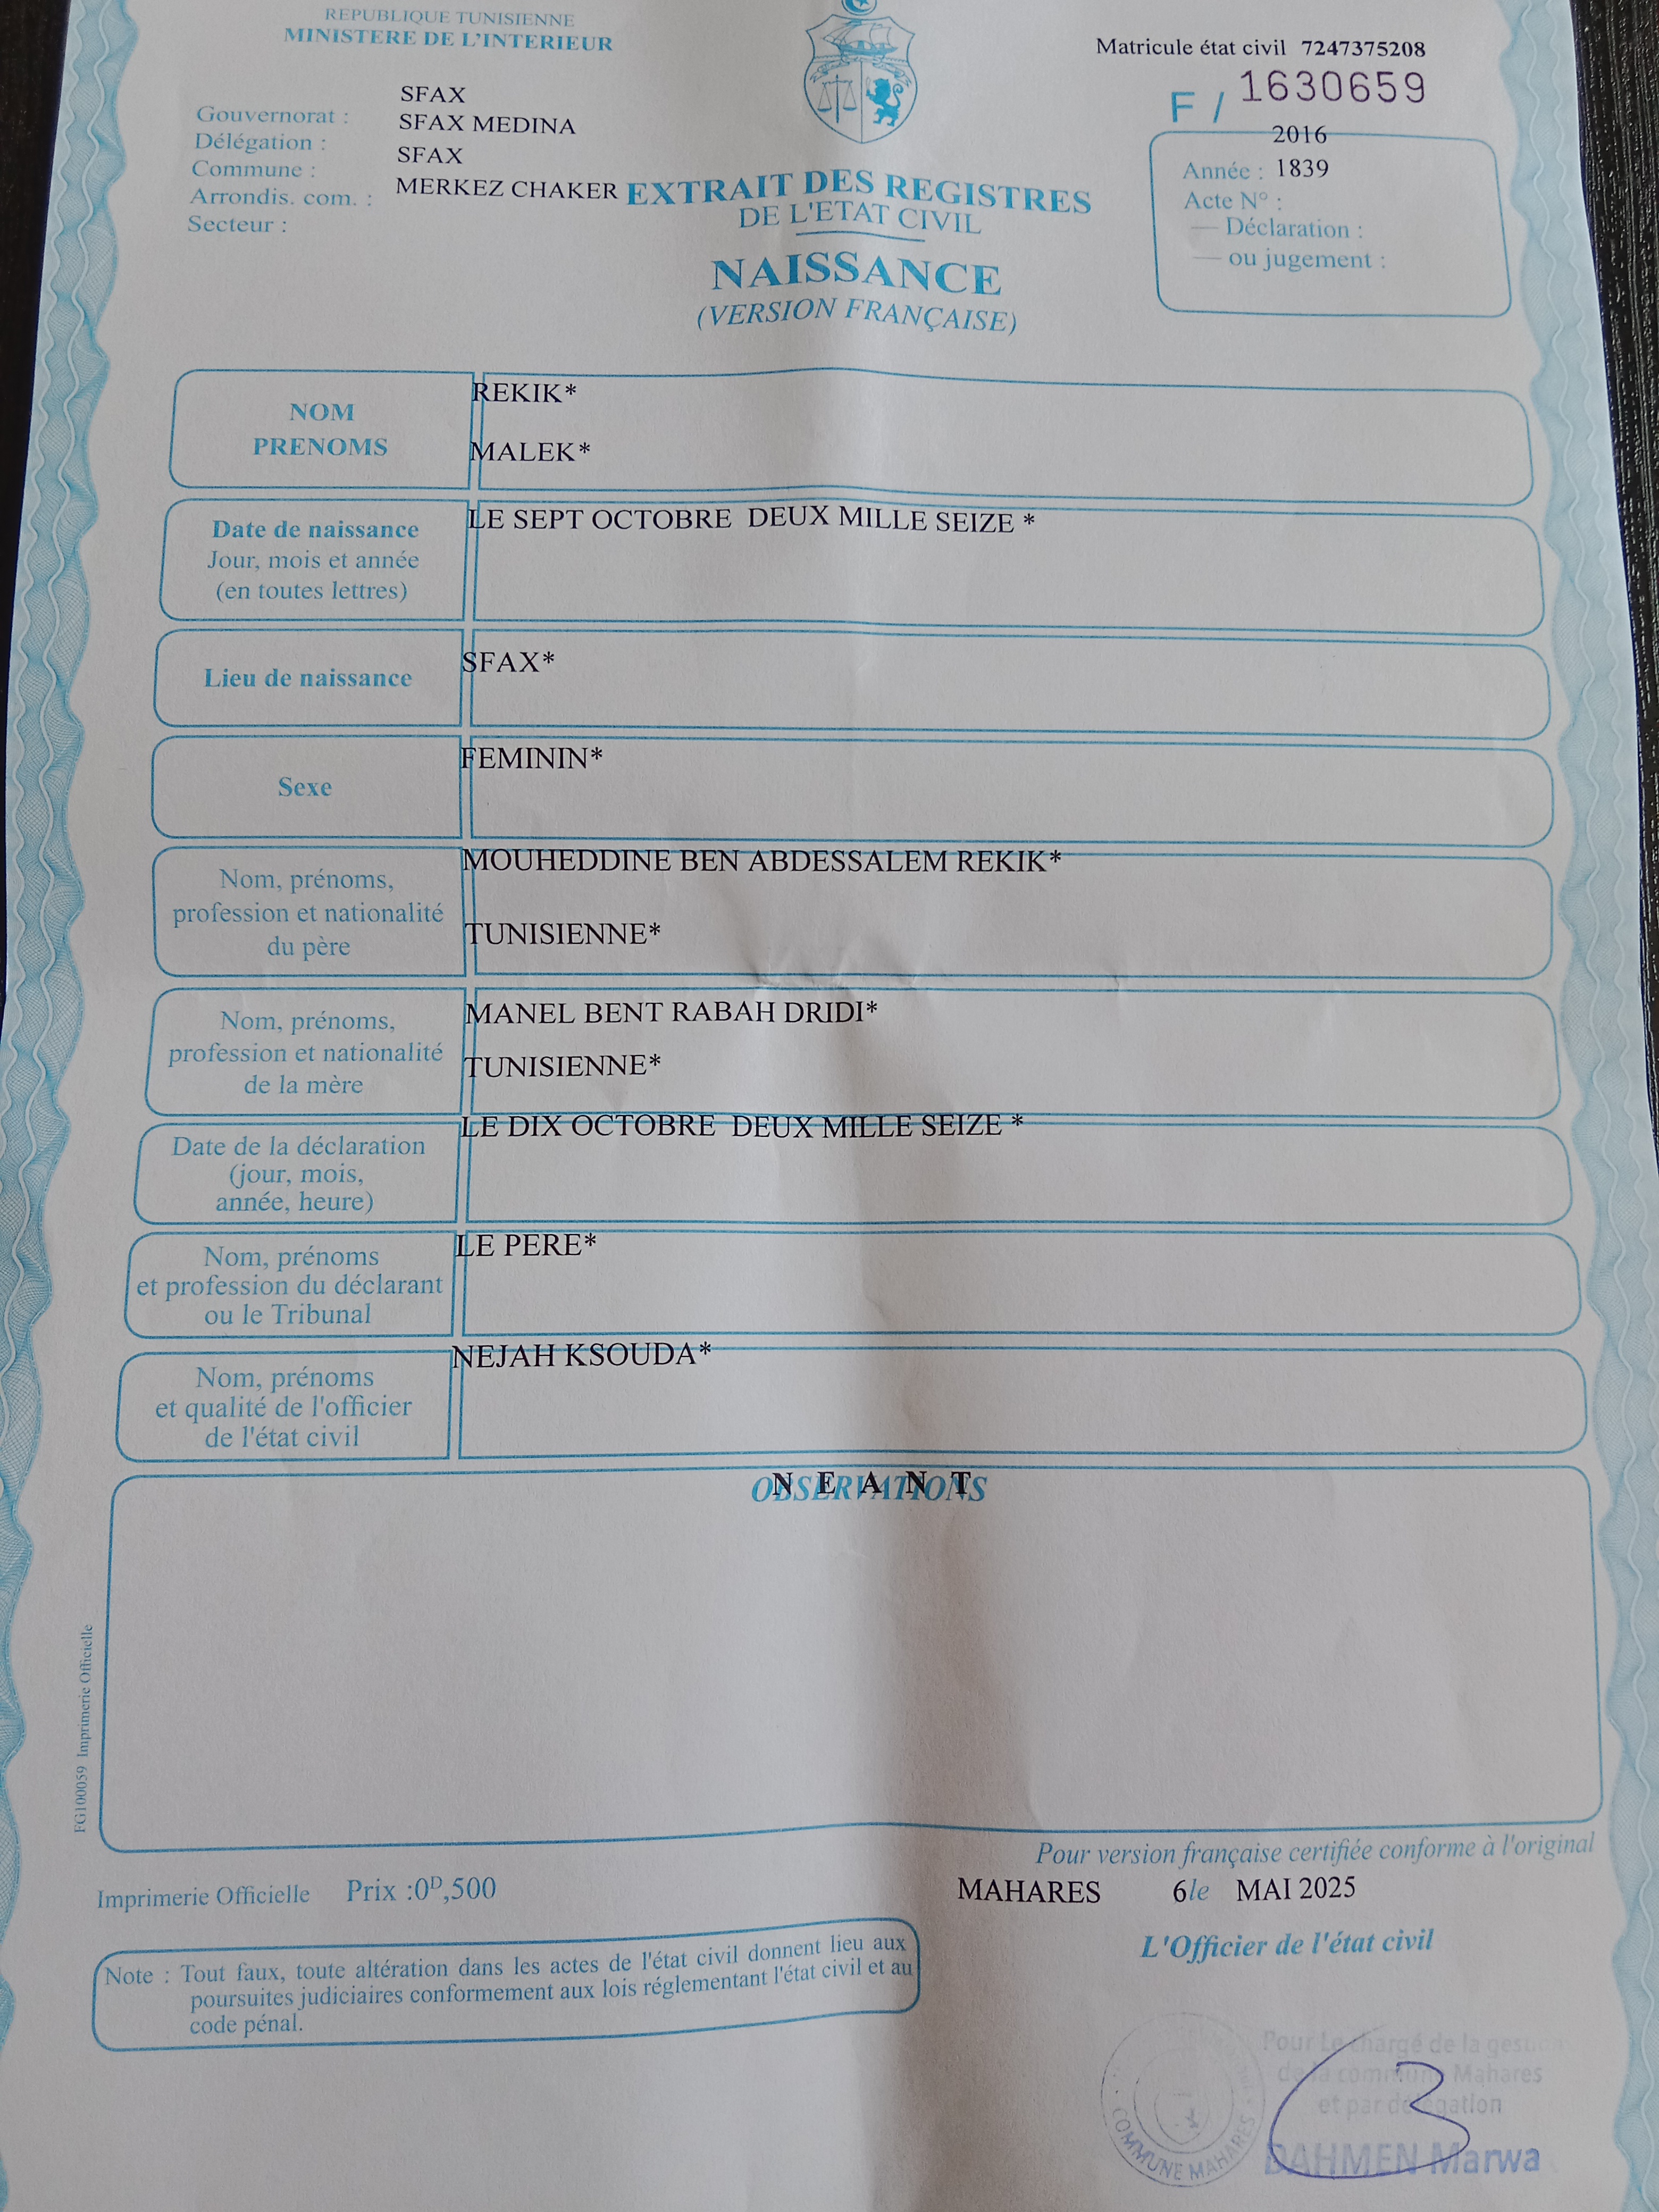 REPUBLIQUE TUNISIENNE
MINISTERE DE L'INTERIEUR
Matricule état civil 7247375208
F / 1630659
Gouvernorat : SFAX
Délégation : SFAX MEDINA
Commune : SFAX
Arrondis. com. : MERKEZ CHAKER
Secteur :
EXTRAIT DES REGISTRES
DE L'ETAT CIVIL
NAISSANCE
(VERSION FRANÇAISE)
2016
Année : 1839
Acte N° :
— Déclaration :
— ou jugement :
NOM
PRENOMS
REKIK*
MALEK*
Date de naissance
Jour, mois et année
(en toutes lettres)
LE SEPT OCTOBRE DEUX MILLE SEIZE *
Lieu de naissance
SFAX*
Sexe
FEMININ*
Nom, prénoms,
profession et nationalité
du père
MOUHEDDINE BEN ABDESSALEM REKIK*
TUNISIENNE*
Nom, prénoms,
profession et nationalité
de la mère
MANEL BENT RABAH DRIDI*
TUNISIENNE*
Date de la déclaration
(jour, mois,
année, heure)
LE DIX OCTOBRE DEUX MILLE SEIZE *
Nom, prénoms
et profession du déclarant
ou le Tribunal
LE PERE*
Nom, prénoms
et qualité de l'officier
de l'état civil
NEJAH KSOUDA*
OBSERVATIONS
N E A N T
FG100059 Imprimerie Officielle
Pour version française certifiée conforme à l'original
Imprimerie Officielle Prix :0D,500
MAHARES 6 le MAI 2025
L'Officier de l'état civil
Note : Tout faux, toute altération dans les actes de l'état civil donnent lieu aux
poursuites judiciaires conformement aux lois réglementant l'état civil et au
code pénal.
Pour Le chargé de la gestion
de la commune Mahares
et par délégation
DAHMEN Marwa
COMMUNE MAHARES